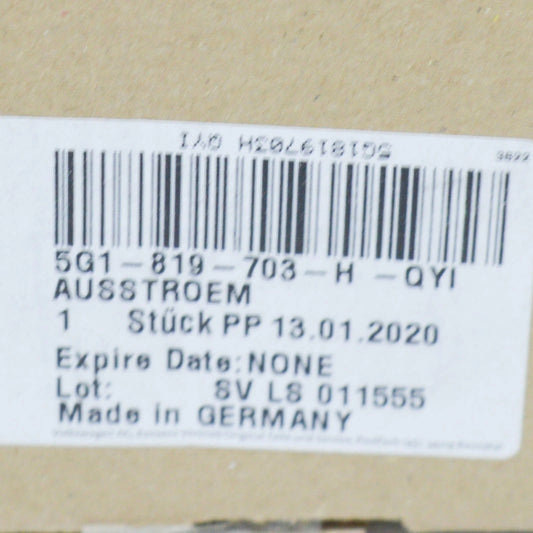 5G1819703H QYI
3622
5G1-819-703-H -QYI
AUSSTROEM
1 Stück PP 13.01.2020
Expire Date:NONE
Lot: SV LS 011555
Made in GERMANY